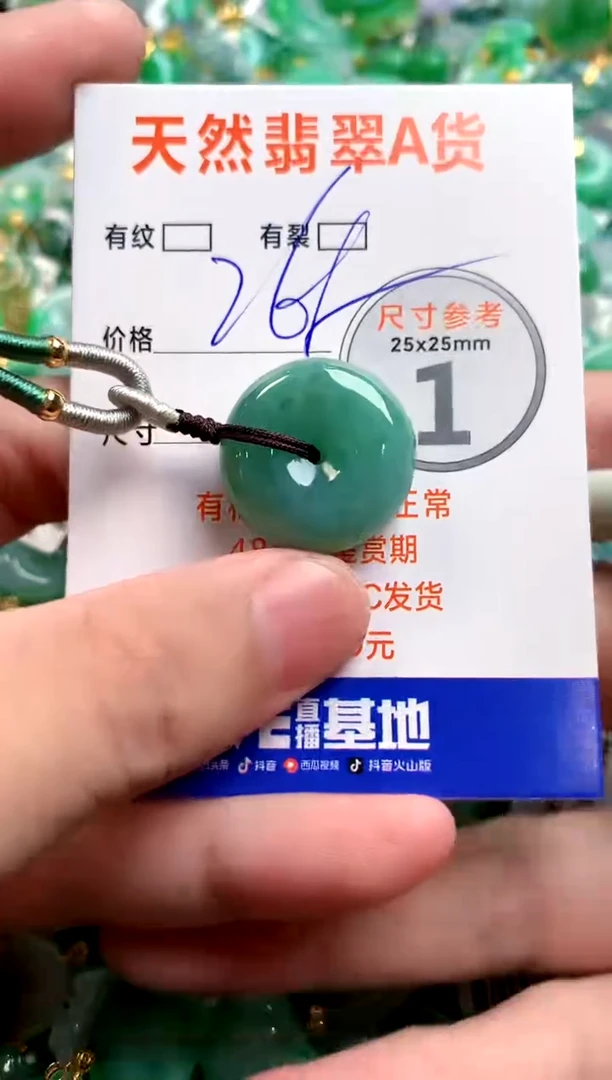 天然翡翠A货
有纹 有裂
价格
尺寸参考
25x25mm
1
尺寸
有 正常
赏期
C发货
元
直播基地
头条 抖音 西瓜视频 抖音火山版